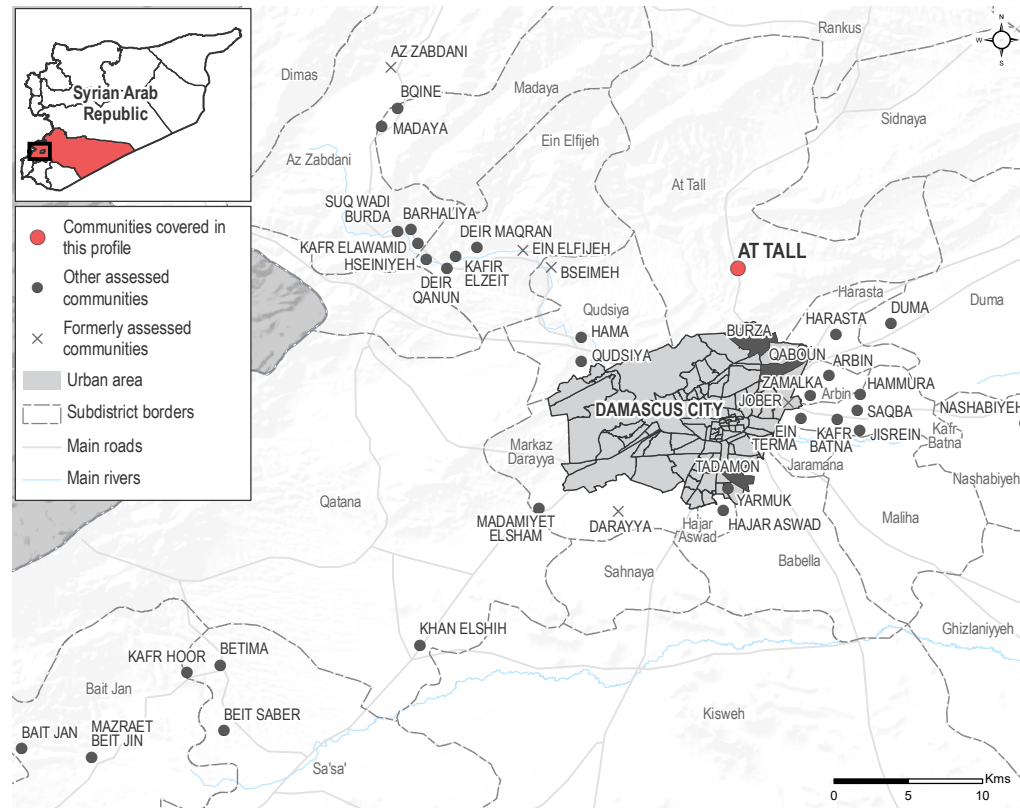 Syrian Arab
Republic
Communities covered in
this profile
Other assessed
communities
Formerly assessed
communities
Urban area
Subdistrict borders
Main roads
Main rivers
N
W
S
Rankus
AZ ZABDANI
Dimas
BQINE
Madaya
MADAYA
Sidnaya
Ein Elfijeh
Az Zabdani
At Tall
SUQ WADI
BURDA
BARHALIYA
DEIR MAQRAN
KAFR ELAWAMID
EIN ELFIJEH
HSEINIYEH
KAFIR
ELZEIT
BSEIMEH
DEIR
QANUN
AT TALL
Harasta
Duma
DUMA
Qudsiya
HARASTA
HAMA
BURZA
QUDSIYA
QABOUN
ARBIN
ZAMALKA
HAMMURA
Arbin
JOBER
DAMASCUS CITY
SAQBA
NASHABIYEH
EIN
TERMA
KAFR
BATNA
JISREIN
Kafr
Batna
Markaz
Darayya
TADAMON
Jaramana
Nashabiyeh
YARMUK
Qatana
MADAMIYET
ELSHAM
DARAYYA
Hajar
Aswad
HAJAR ASWAD
Maliha
Sahnaya
Babella
KHAN ELSHIH
Ghizlaniyyeh
KAFR HOOR
BETIMA
Bait Jan
BEIT SABER
Kisweh
BAIT JAN
MAZRAET
BEIT JIN
Sa'sa'
Kms
0 5 10